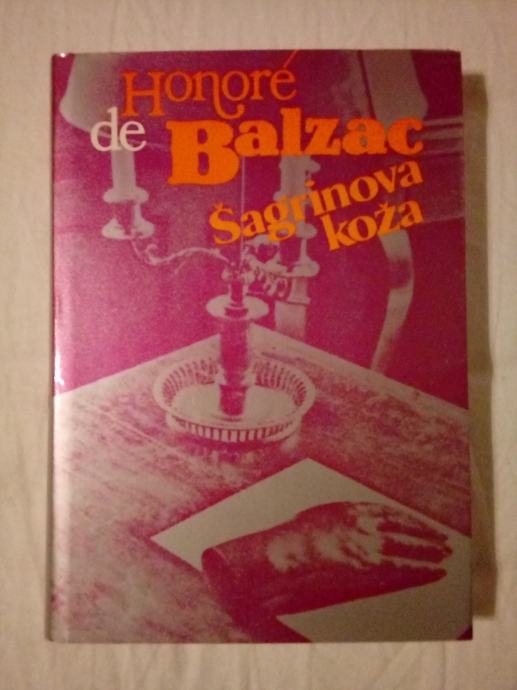 Honoré
de Balzac
Šagrinova
koža